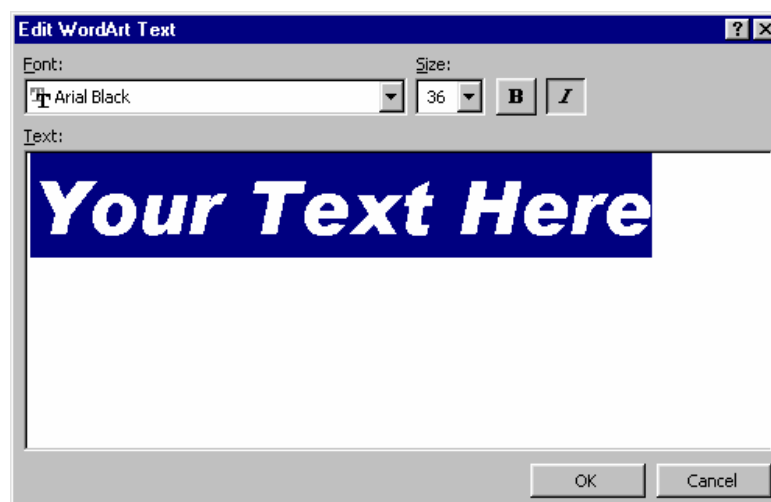 Edit WordArt Text
Font: Size:
Arial Black 36 B I
Text:
Your Text Here
OK Cancel